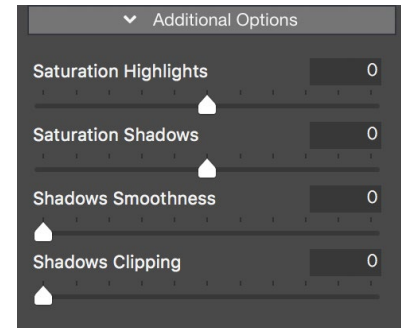 Additional Options
Saturation Highlights 0
Saturation Shadows 0
Shadows Smoothness 0
Shadows Clipping 0